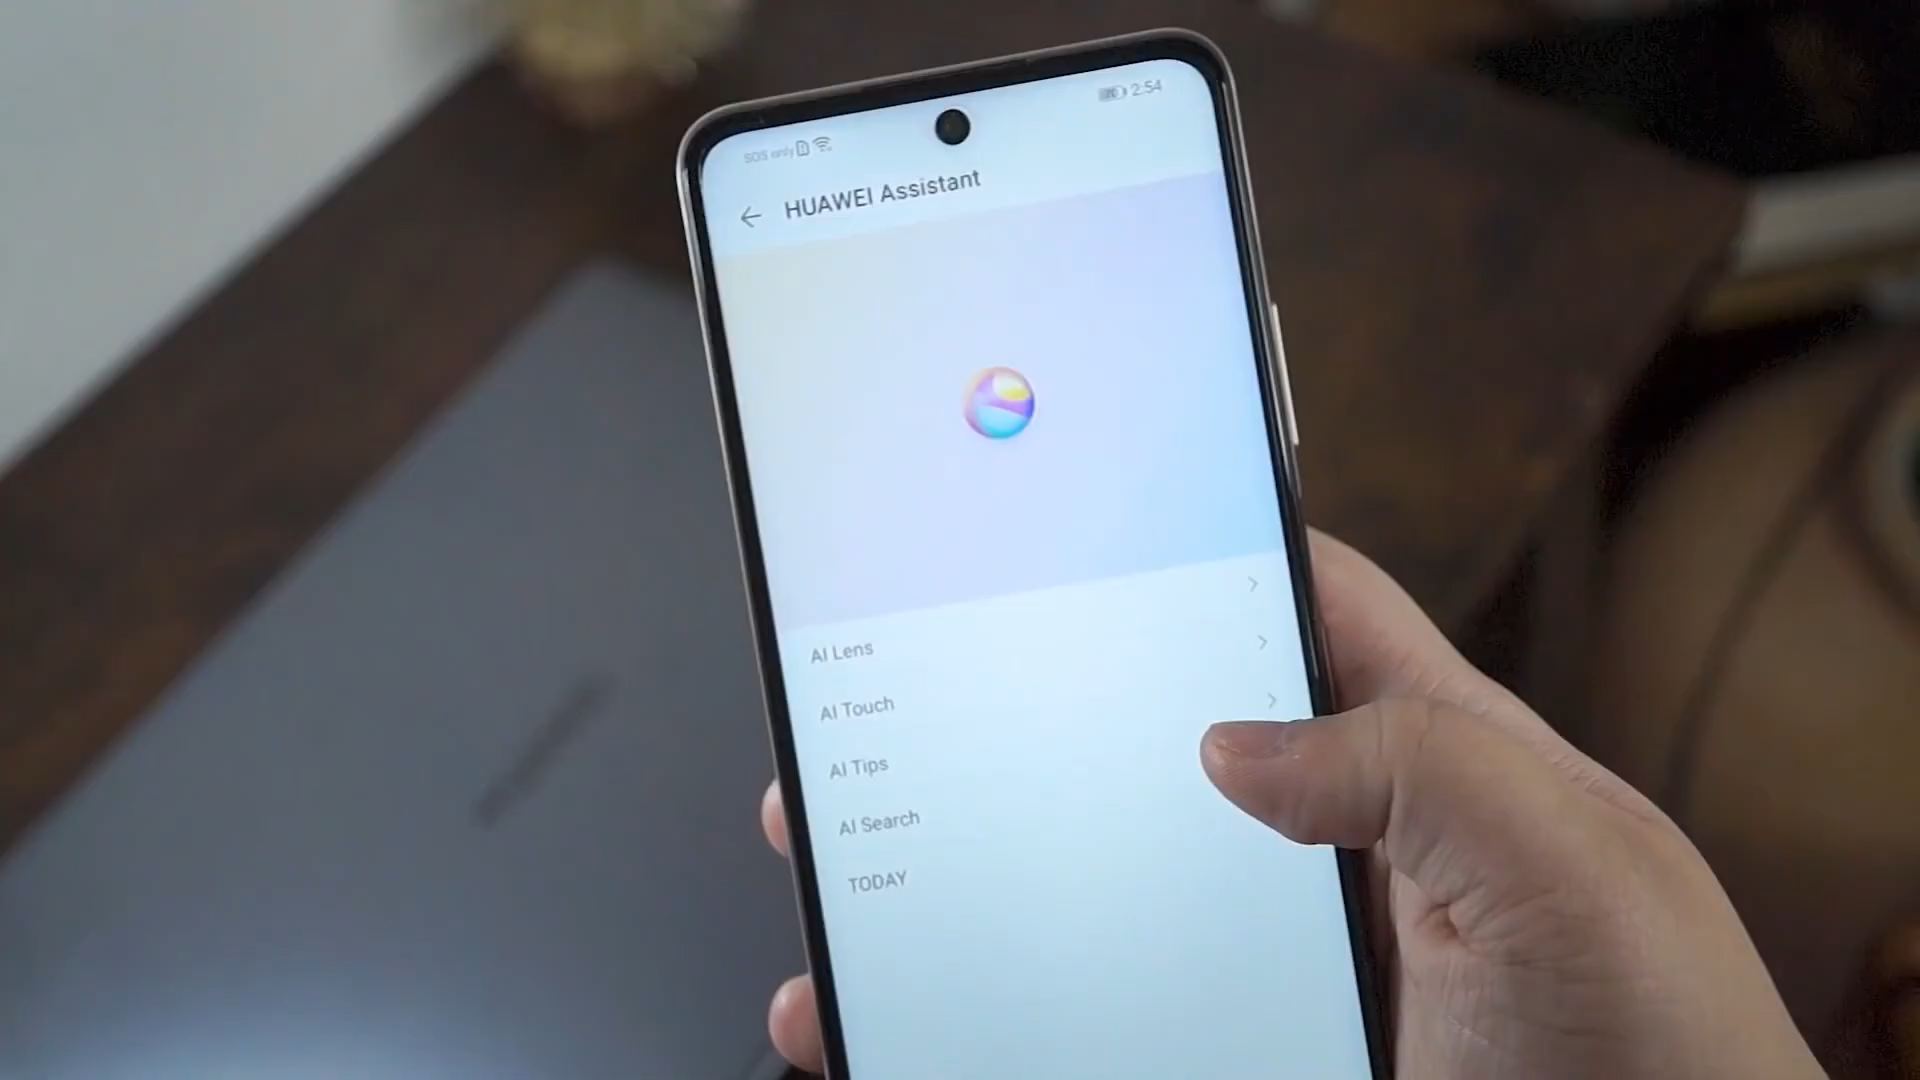 SOS only
2:54
HUAWEI Assistant
AI Lens
AI Touch
AI Tips
AI Search
TODAY